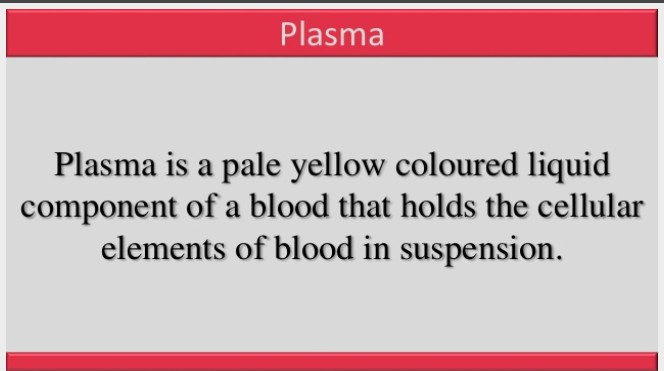 Plasma
Plasma is a pale yellow coloured liquid
component of a blood that holds the cellular
elements of blood in suspension.